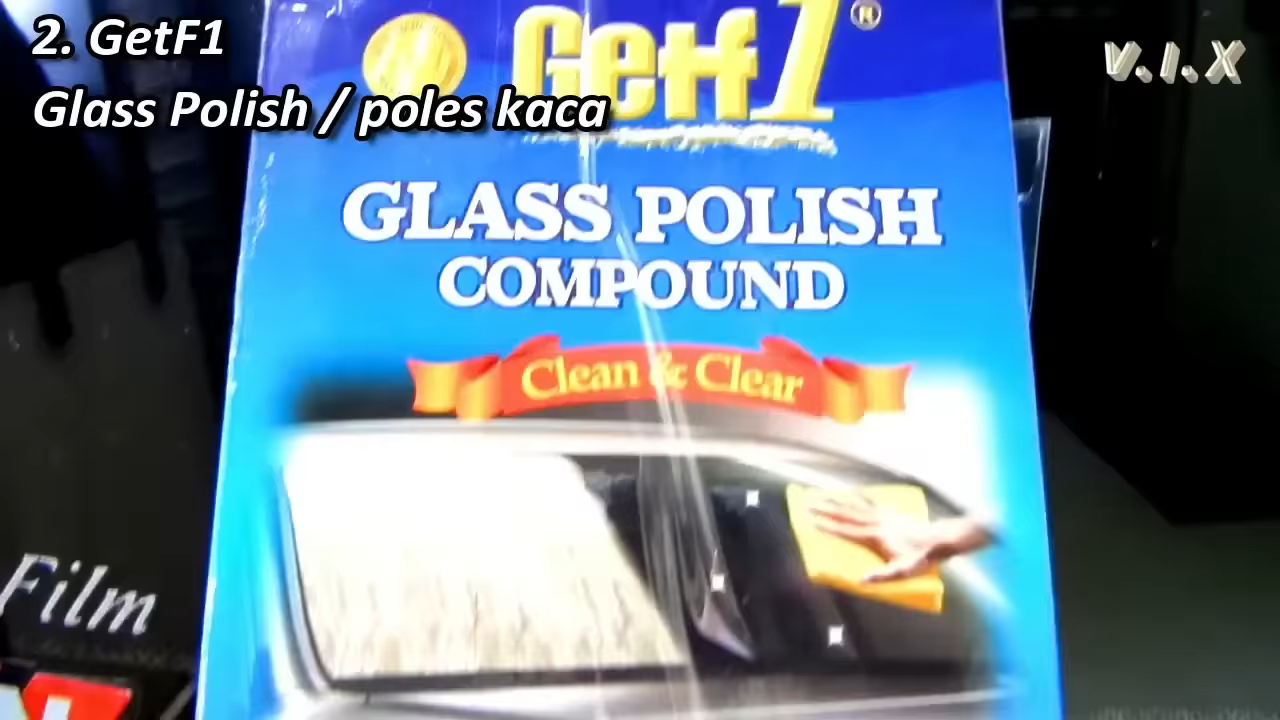 2. GetF1
Glass Polish / poles kaca
V.I.X
Getf1®
GLASS POLISH
COMPOUND
Clean & Clear
Film